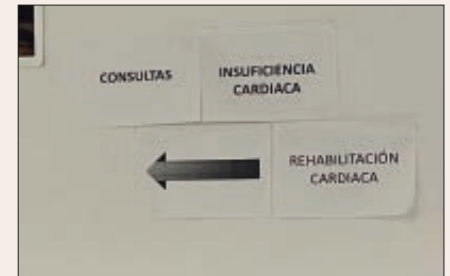 CONSULTAS
INSUFICIENCIA
CARDIACA
REHABILITACIÓN
CARDIACA